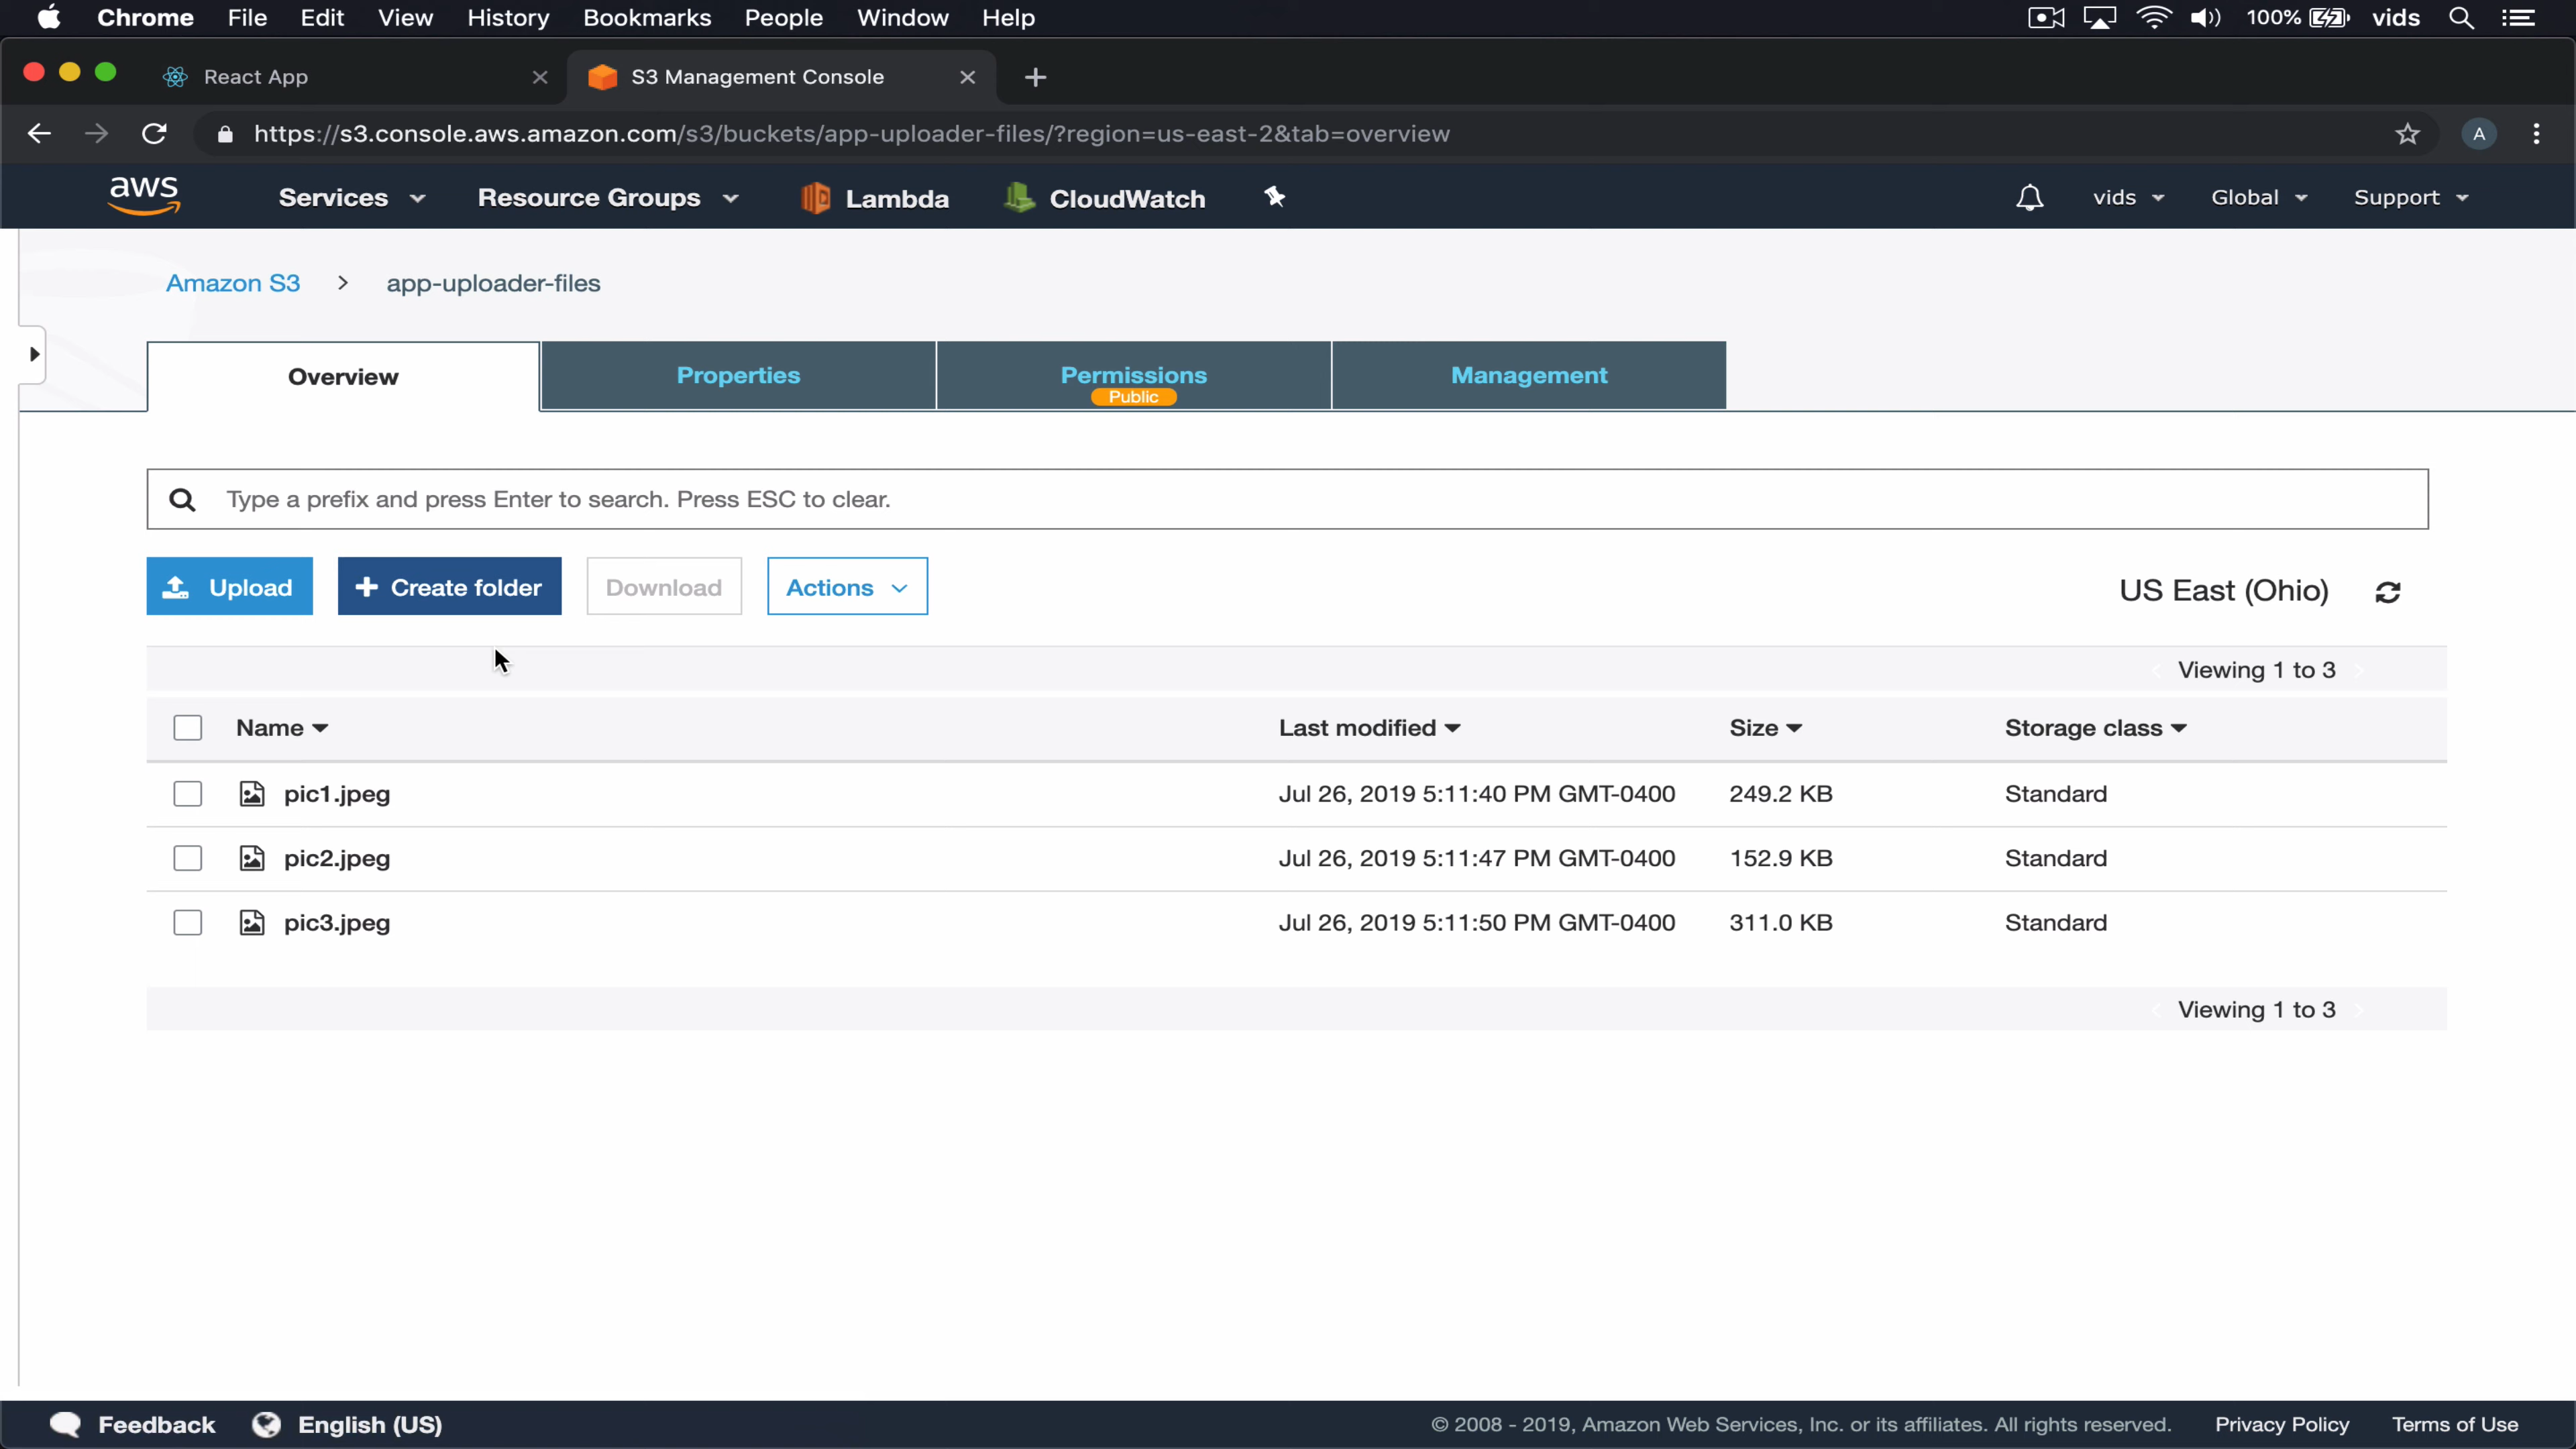 Chrome File Edit View History Bookmarks People Window Help 100% vids
React App S3 Management Console
https://s3.console.aws.amazon.com/s3/buckets/app-uploader-files/?region=us-east-2&tab=overview A
aws Services Resource Groups Lambda CloudWatch vids Global Support
Amazon S3 > app-uploader-files
Overview Properties Permissions Management
Public
Type a prefix and press Enter to search. Press ESC to clear.
Upload + Create folder Download Actions US East (Ohio)
Viewing 1 to 3
Name Last modified Size Storage class
pic1.jpeg Jul 26, 2019 5:11:40 PM GMT-0400 249.2 KB Standard
pic2.jpeg Jul 26, 2019 5:11:47 PM GMT-0400 152.9 KB Standard
pic3.jpeg Jul 26, 2019 5:11:50 PM GMT-0400 311.0 KB Standard
Viewing 1 to 3
Feedback English (US) © 2008 - 2019, Amazon Web Services, Inc. or its affiliates. All rights reserved. Privacy Policy Terms of Use